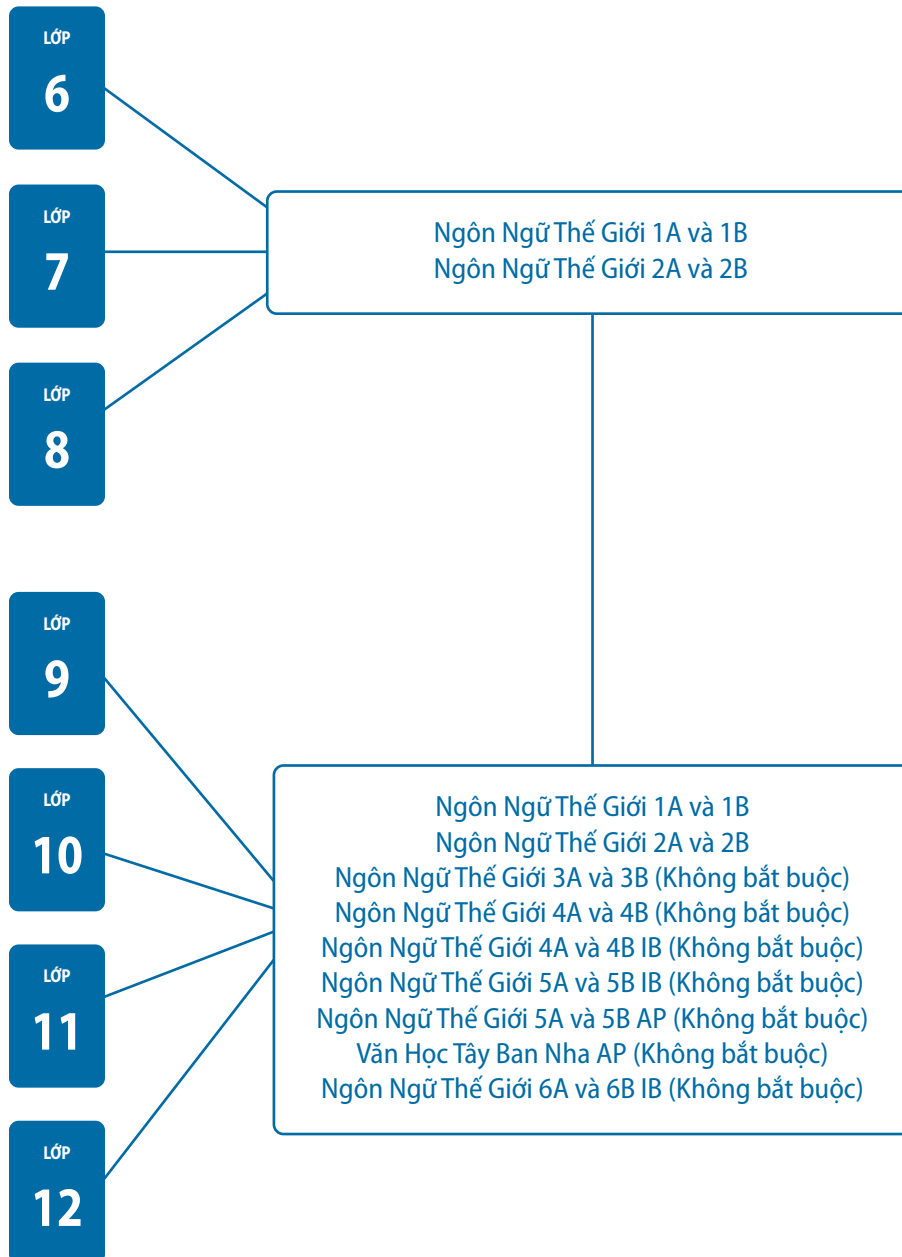 LỚP
6
LỚP
7
LỚP
8
Ngôn Ngữ Thế Giới 1A và 1B
Ngôn Ngữ Thế Giới 2A và 2B
LỚP
9
LỚP
10
LỚP
11
LỚP
12
Ngôn Ngữ Thế Giới 1A và 1B
Ngôn Ngữ Thế Giới 2A và 2B
Ngôn Ngữ Thế Giới 3A và 3B (Không bắt buộc)
Ngôn Ngữ Thế Giới 4A và 4B (Không bắt buộc)
Ngôn Ngữ Thế Giới 4A và 4B IB (Không bắt buộc)
Ngôn Ngữ Thế Giới 5A và 5B IB (Không bắt buộc)
Ngôn Ngữ Thế Giới 5A và 5B AP (Không bắt buộc)
Văn Học Tây Ban Nha AP (Không bắt buộc)
Ngôn Ngữ Thế Giới 6A và 6B IB (Không bắt buộc)